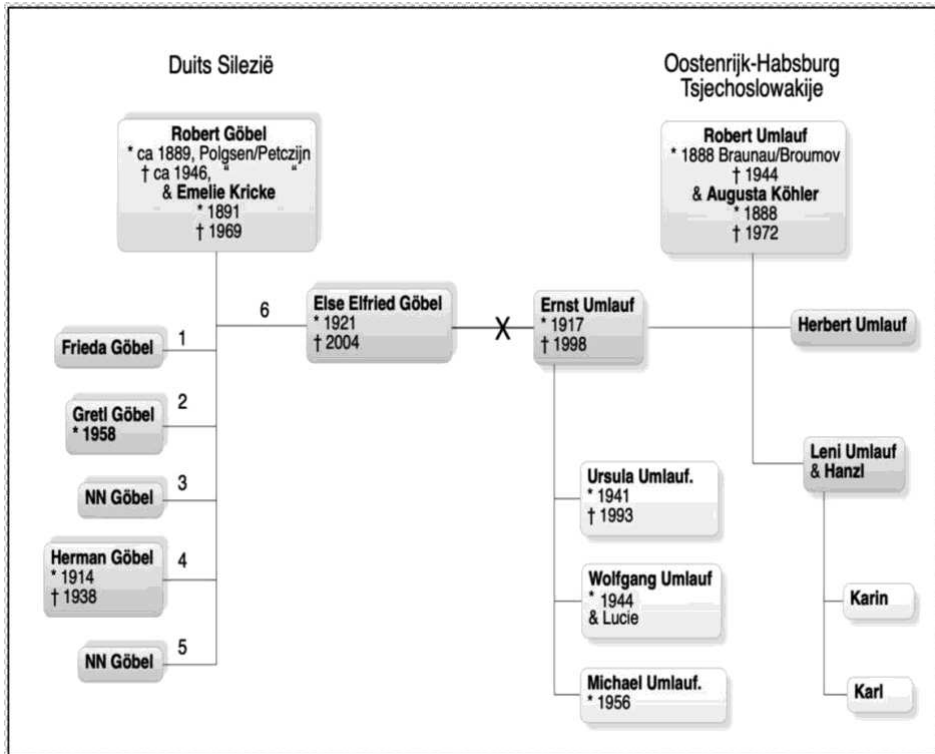 Duits Silezië
Oostenrijk-Habsburg
Tsjechoslowakije
Robert Göbel
* ca 1889, Polgsen/Petczijn
† ca 1946, “ “
& Emelie Kricke
* 1891
† 1969
Robert Umlauf
* 1888 Braunau/Broumov
† 1944
& Augusta Köhler
* 1888
† 1972
6
Else Elfried Göbel
* 1921
† 2004
X
Ernst Umlauf
* 1917
† 1998
Herbert Umlauf
Frieda Göbel
1
Gretl Göbel
* 1958
2
NN Göbel
3
Herman Göbel
* 1914
† 1938
4
NN Göbel
5
Leni Umlauf
& Hanzl
Ursula Umlauf.
* 1941
† 1993
Wolfgang Umlauf
* 1944
& Lucie
Michael Umlauf.
* 1956
Karin
Karl